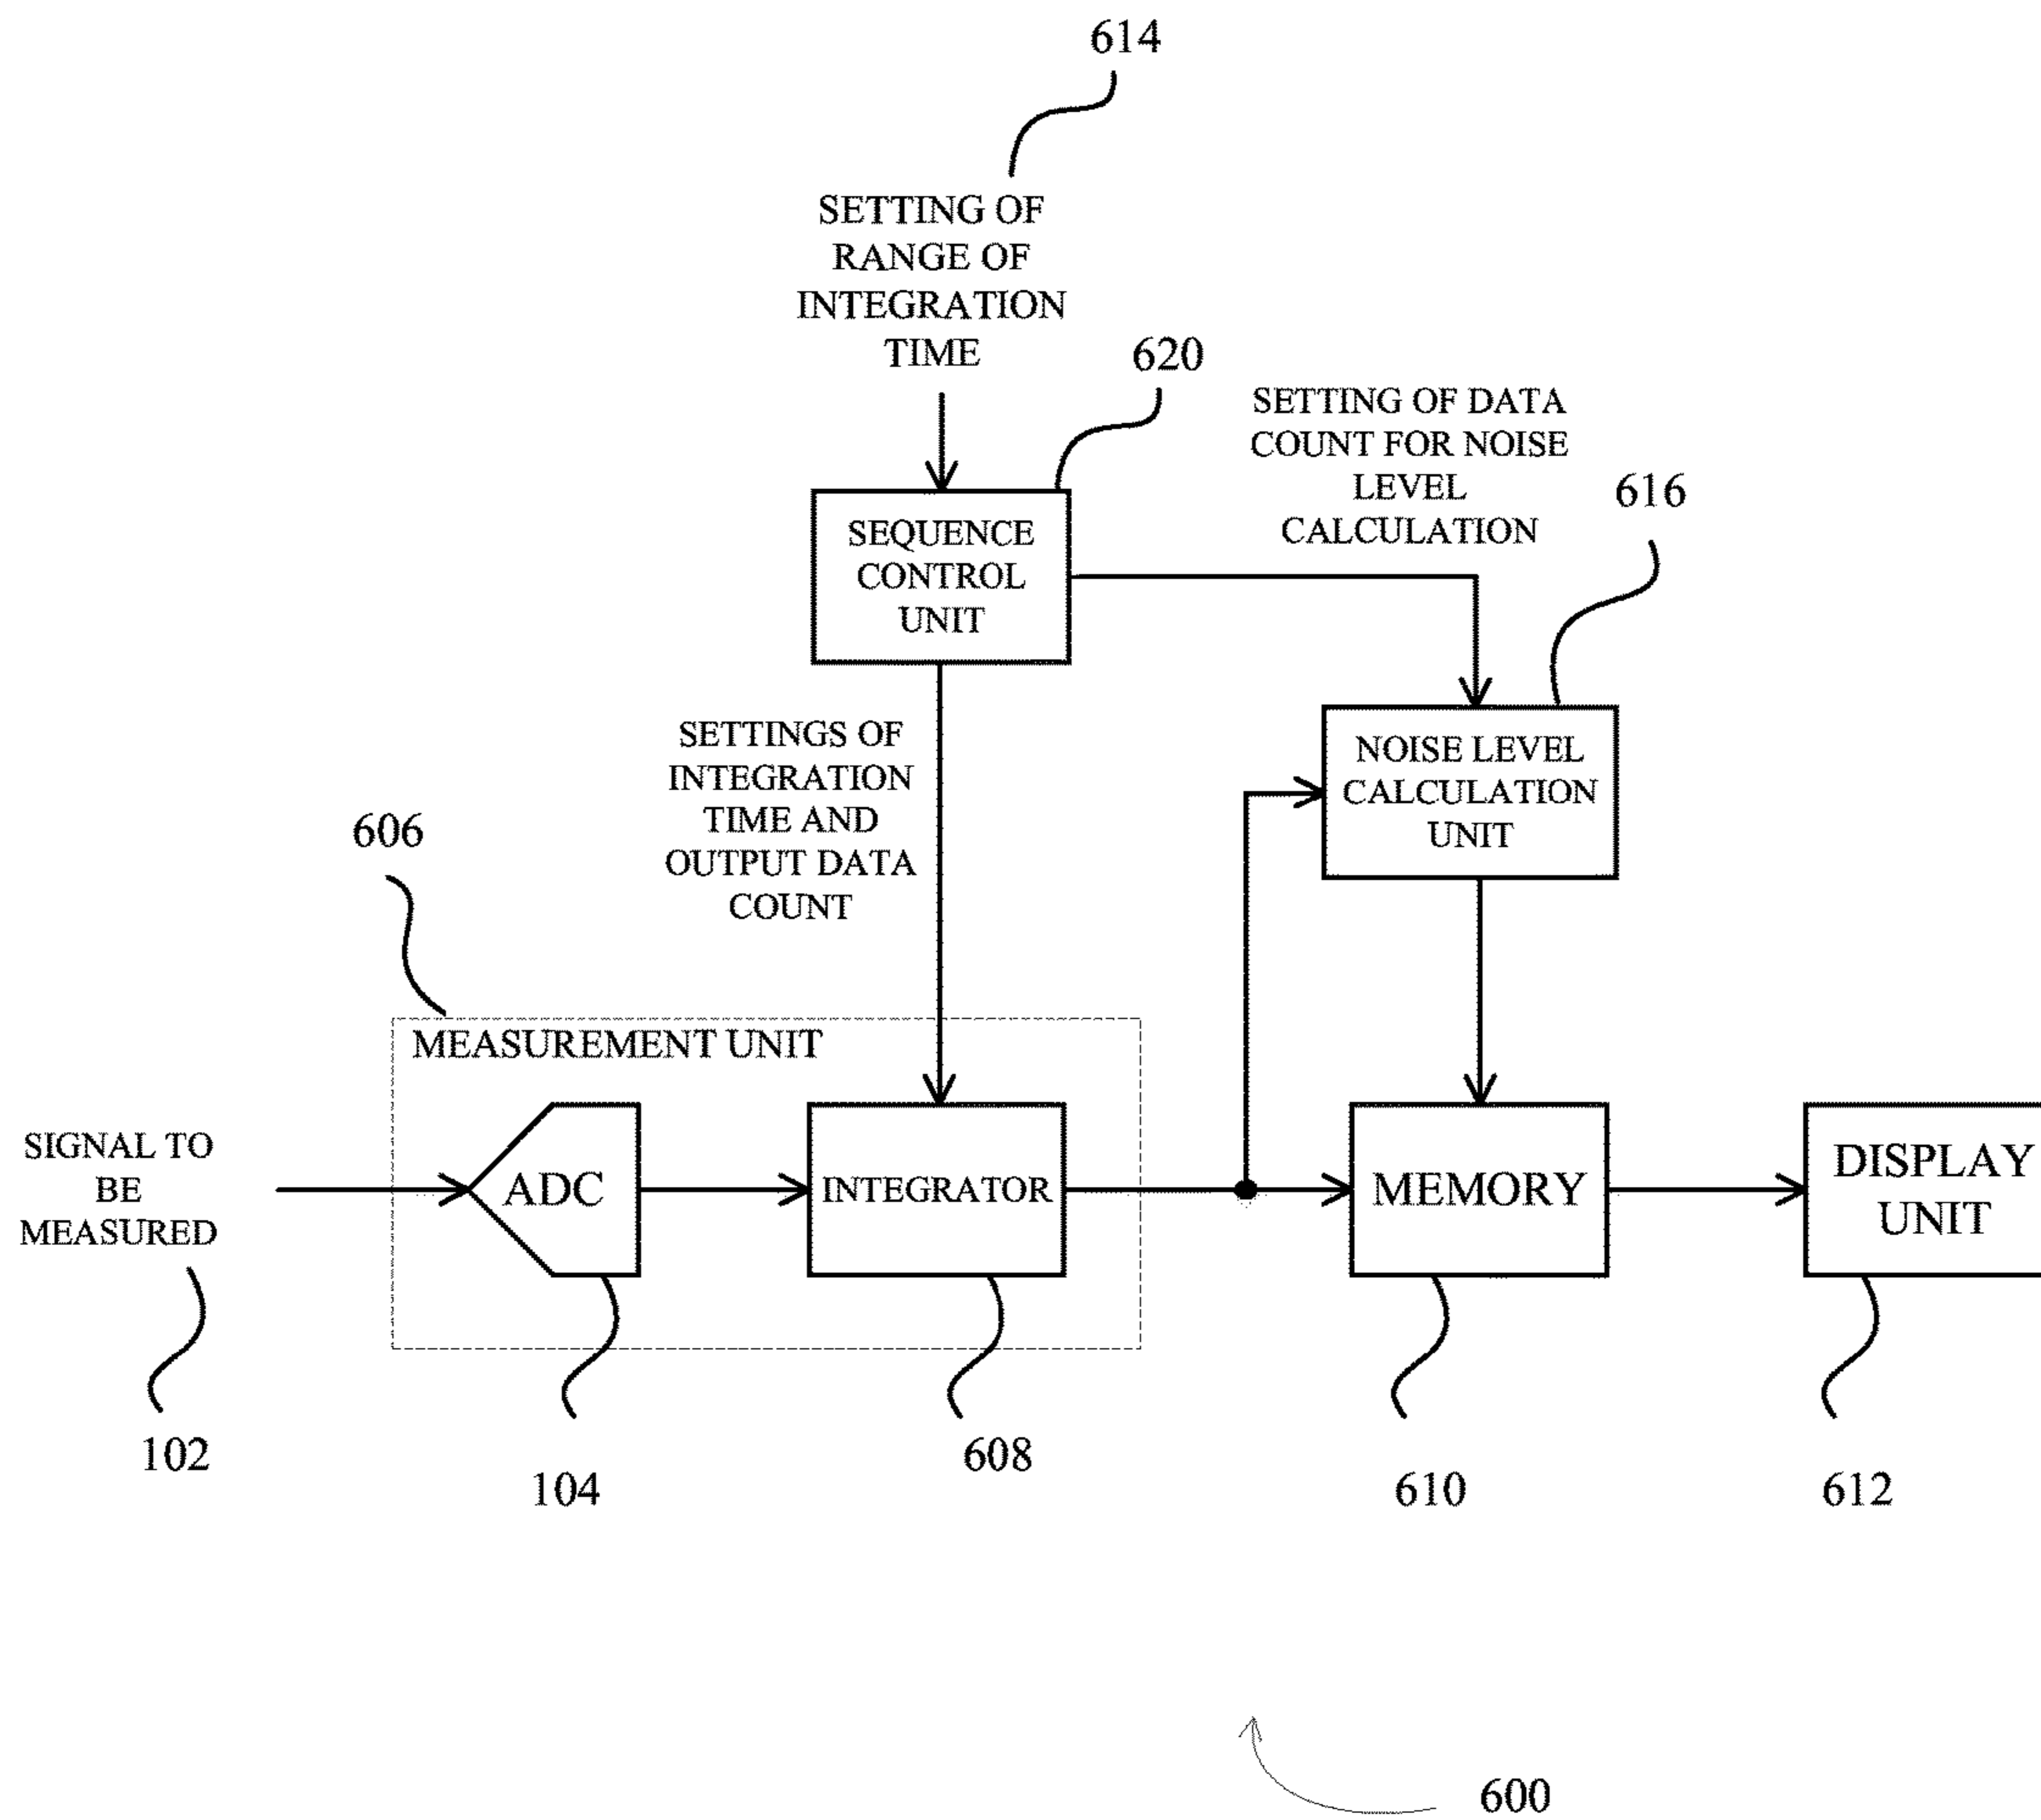 614
SETTING OF
RANGE OF
INTEGRATION
TIME
620
SETTING OF DATA
COUNT FOR NOISE
LEVEL
CALCULATION
616
SEQUENCE
CONTROL
UNIT
SETTINGS OF
INTEGRATION
TIME AND
OUTPUT DATA
COUNT
NOISE LEVEL
CALCULATION
UNIT
606
MEASUREMENT UNIT
SIGNAL TO
BE
MEASURED
ADC
INTEGRATOR
MEMORY
DISPLAY
UNIT
102
104
608
610
612
600